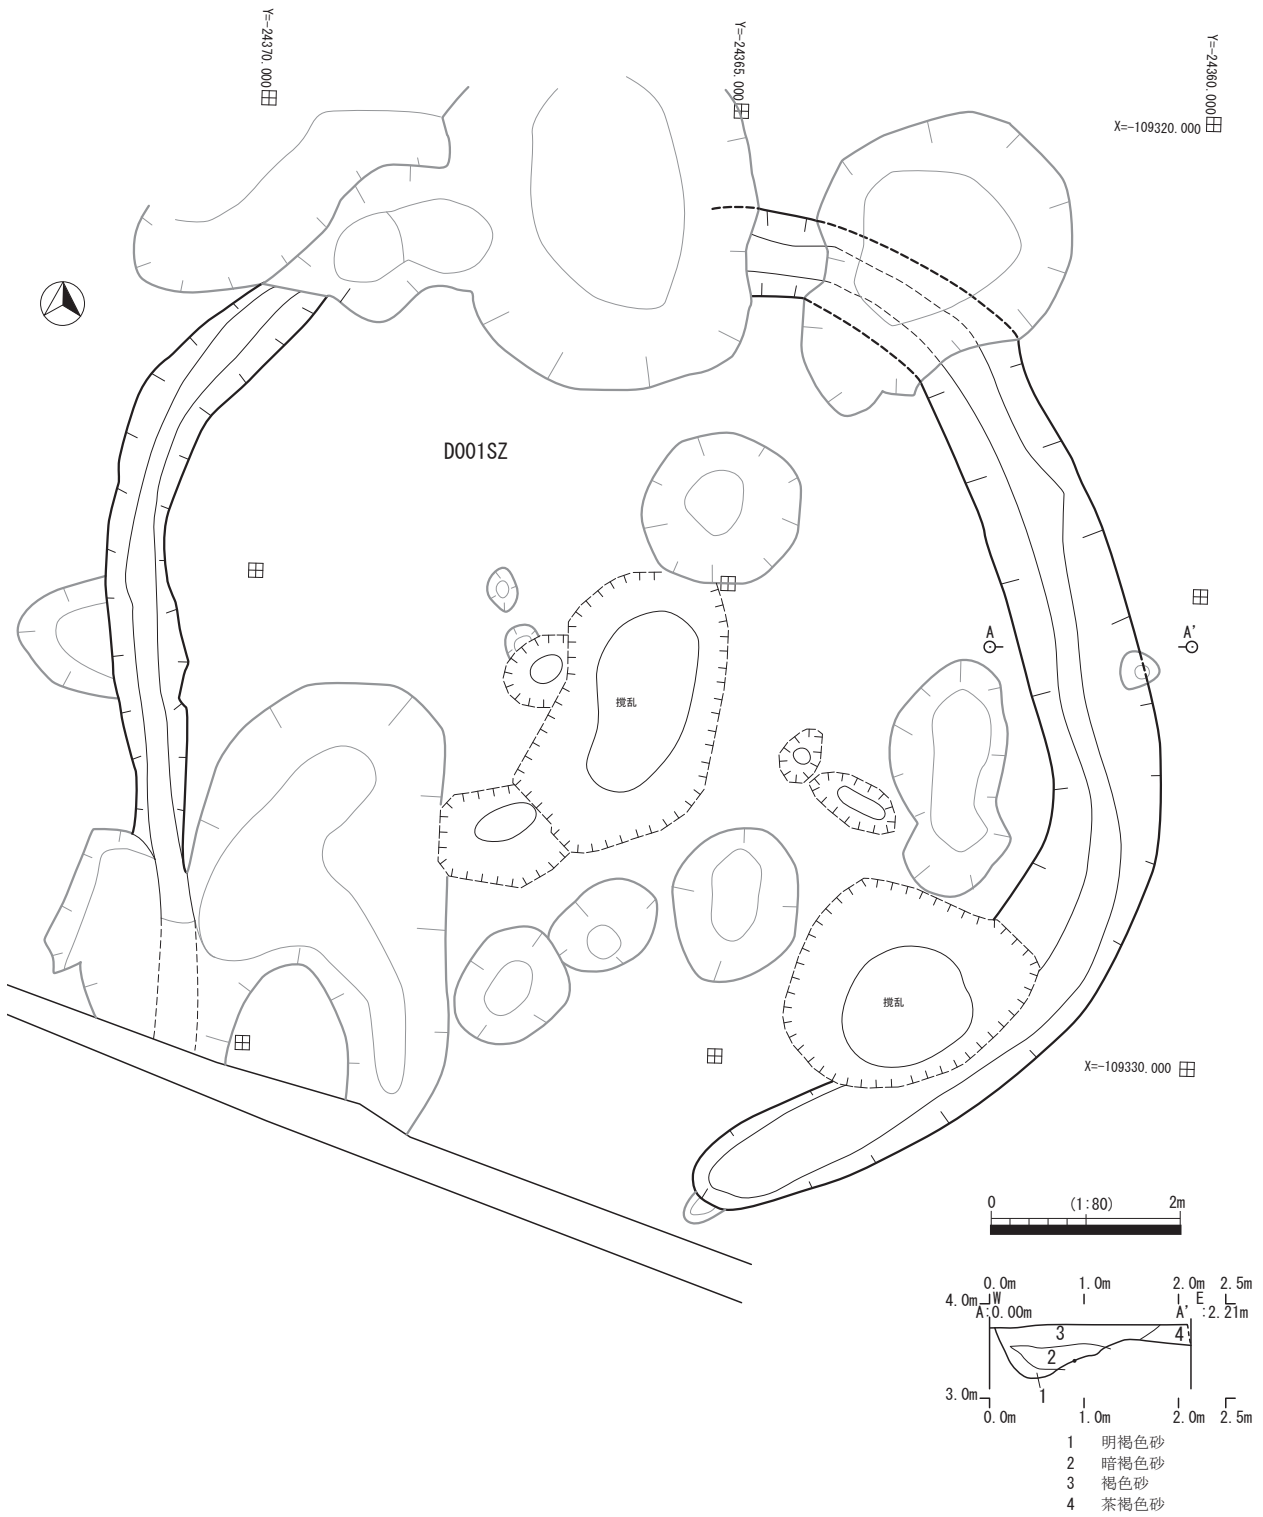 Y=-24370.000
Y=-24365.000
Y=-24360.000
X=-109320.000
D001SZ
A
A'
撹乱
撹乱
X=-109330.000
0 (1:80) 2m
0.0m 1.0m 2.0m 2.5m
4.0m W E
A:0.00m A' :2.21m
3
4
2
3.0m
1
0.0m 1.0m 2.0m 2.5m
1 明褐色砂
2 暗褐色砂
3 褐色砂
4 茶褐色砂